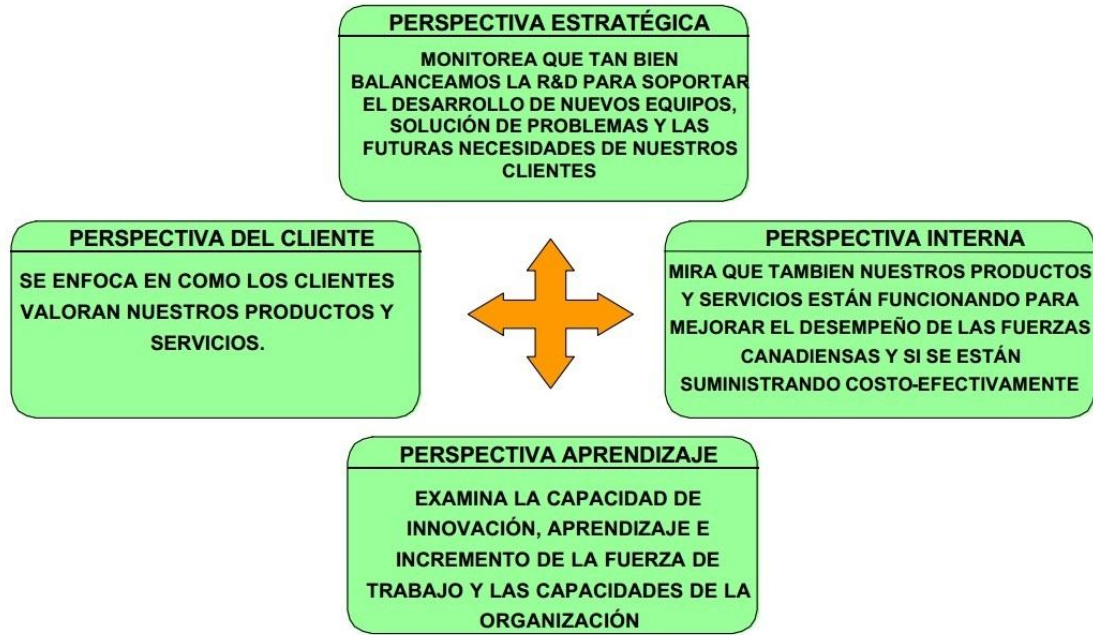 PERSPECTIVA ESTRATÉGICA
MONITOREA QUE TAN BIEN
BALANCEAMOS LA R&D PARA SOPORTAR
EL DESARROLLO DE NUEVOS EQUIPOS,
SOLUCIÓN DE PROBLEMAS Y LAS
FUTURAS NECESIDADES DE NUESTROS
CLIENTES
PERSPECTIVA DEL CLIENTE
SE ENFOCA EN COMO LOS CLIENTES
VALORAN NUESTROS PRODUCTOS Y
SERVICIOS.
PERSPECTIVA INTERNA
MIRA QUE TAMBIEN NUESTROS PRODUCTOS
Y SERVICIOS ESTÁN FUNCIONANDO PARA
MEJORAR EL DESEMPEÑO DE LAS FUERZAS
CANADIENSAS Y SI SE ESTÁN
SUMINISTRANDO COSTO-EFECTIVAMENTE
PERSPECTIVA APRENDIZAJE
EXAMINA LA CAPACIDAD DE
INNOVACIÓN, APRENDIZAJE E
INCREMENTO DE LA FUERZA DE
TRABAJO Y LAS CAPACIDADES DE LA
ORGANIZACIÓN